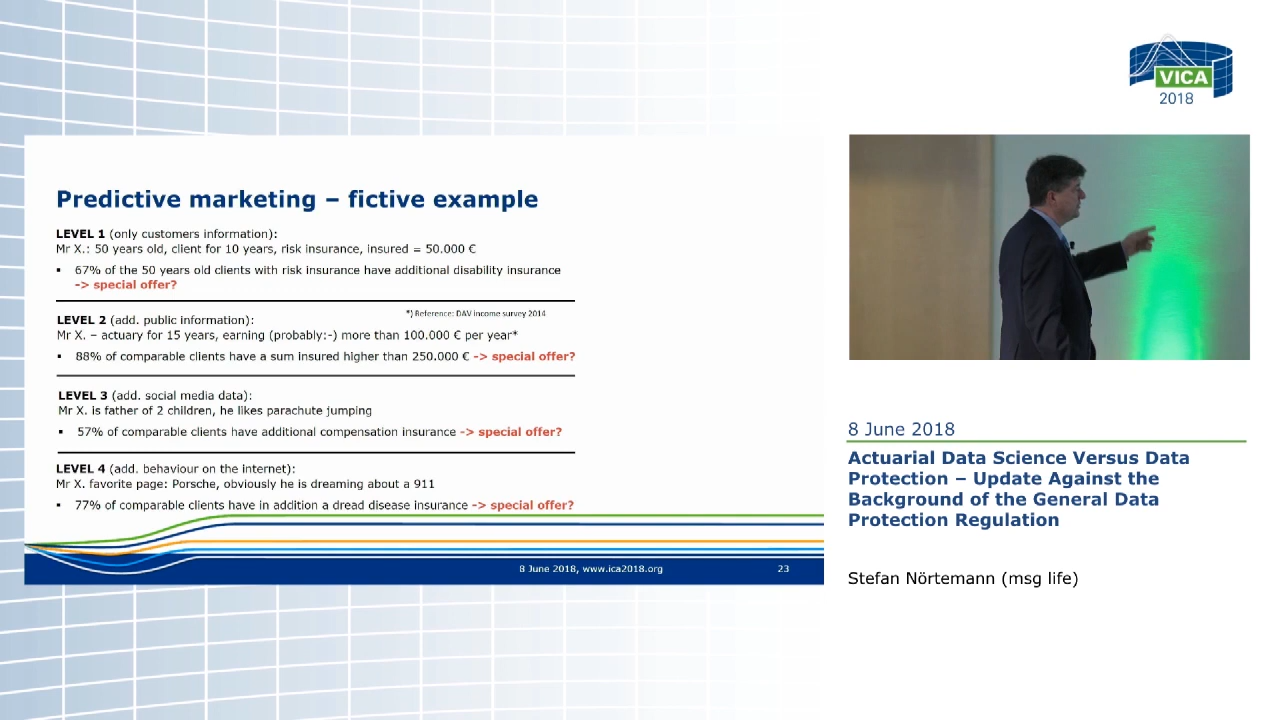 VICA
2018
Predictive marketing – fictive example
LEVEL 1 (only customers information):
Mr X.: 50 years old, client for 10 years, risk insurance, insured = 50.000 €
▪ 67% of the 50 years old clients with risk insurance have additional disability insurance
-> special offer?
*) Reference: DAV income survey 2014
LEVEL 2 (add. public information):
Mr X. – actuary for 15 years, earning (probably:-) more than 100.000 € per year*
▪ 88% of comparable clients have a sum insured higher than 250.000 € -> special offer?
LEVEL 3 (add. social media data):
Mr X. is father of 2 children, he likes parachute jumping
▪ 57% of comparable clients have additional compensation insurance -> special offer?
LEVEL 4 (add. behaviour on the internet):
Mr X. favorite page: Porsche, obviously he is dreaming about a 911
▪ 77% of comparable clients have in addition a dread disease insurance -> special offer?
8 June 2018, www.ica2018.org 23
8 June 2018
Actuarial Data Science Versus Data
Protection – Update Against the
Background of the General Data
Protection Regulation
Stefan Nörtemann (msg life)